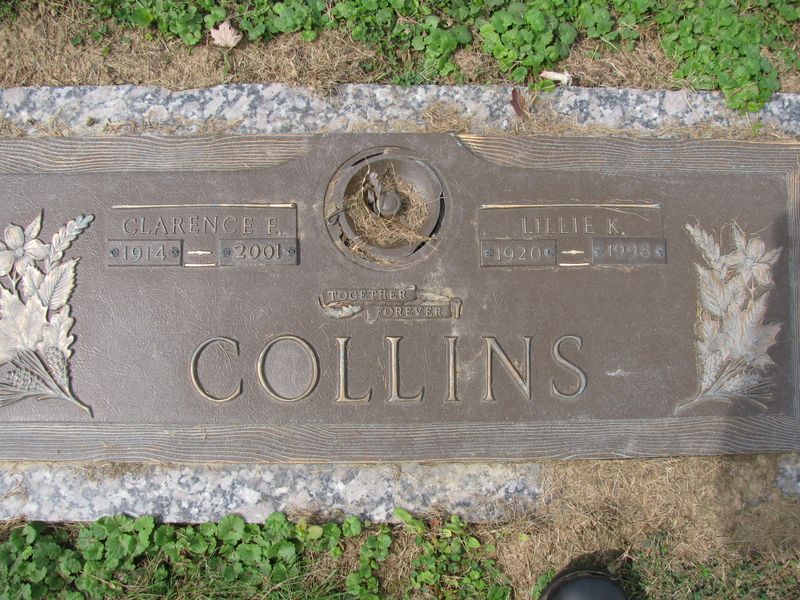 CLARENCE E.
1914 – 2001
LILLIE K.
1920 – 1998
TOGETHER
FOREVER
COLLINS